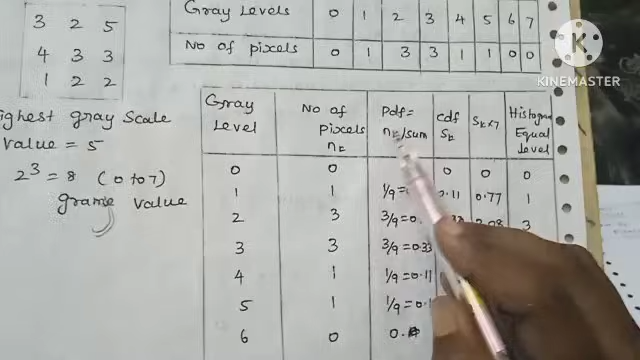 3 2 5
4 3 3
1 2 2
Gray Levels 0 1 2 3 4 5 6 7
No of pixels 0 1 3 3 1 1 0 0
KINEMASTER
ighest gray Scale
value = 5
2³ = 8 (0 to 7)
value
Gray Level | No of Pixels nk | Pdf= nk/sum | cdf Sk | Sk×7 | Histogram Equal level
0 0 0 0 0
1 1 1/9= 0.77 1
2 3 3/9=0. 3
3 3 3/9=0.33
4 1 1/9=0.11
5 1 1/9=0.1
6 0 0.